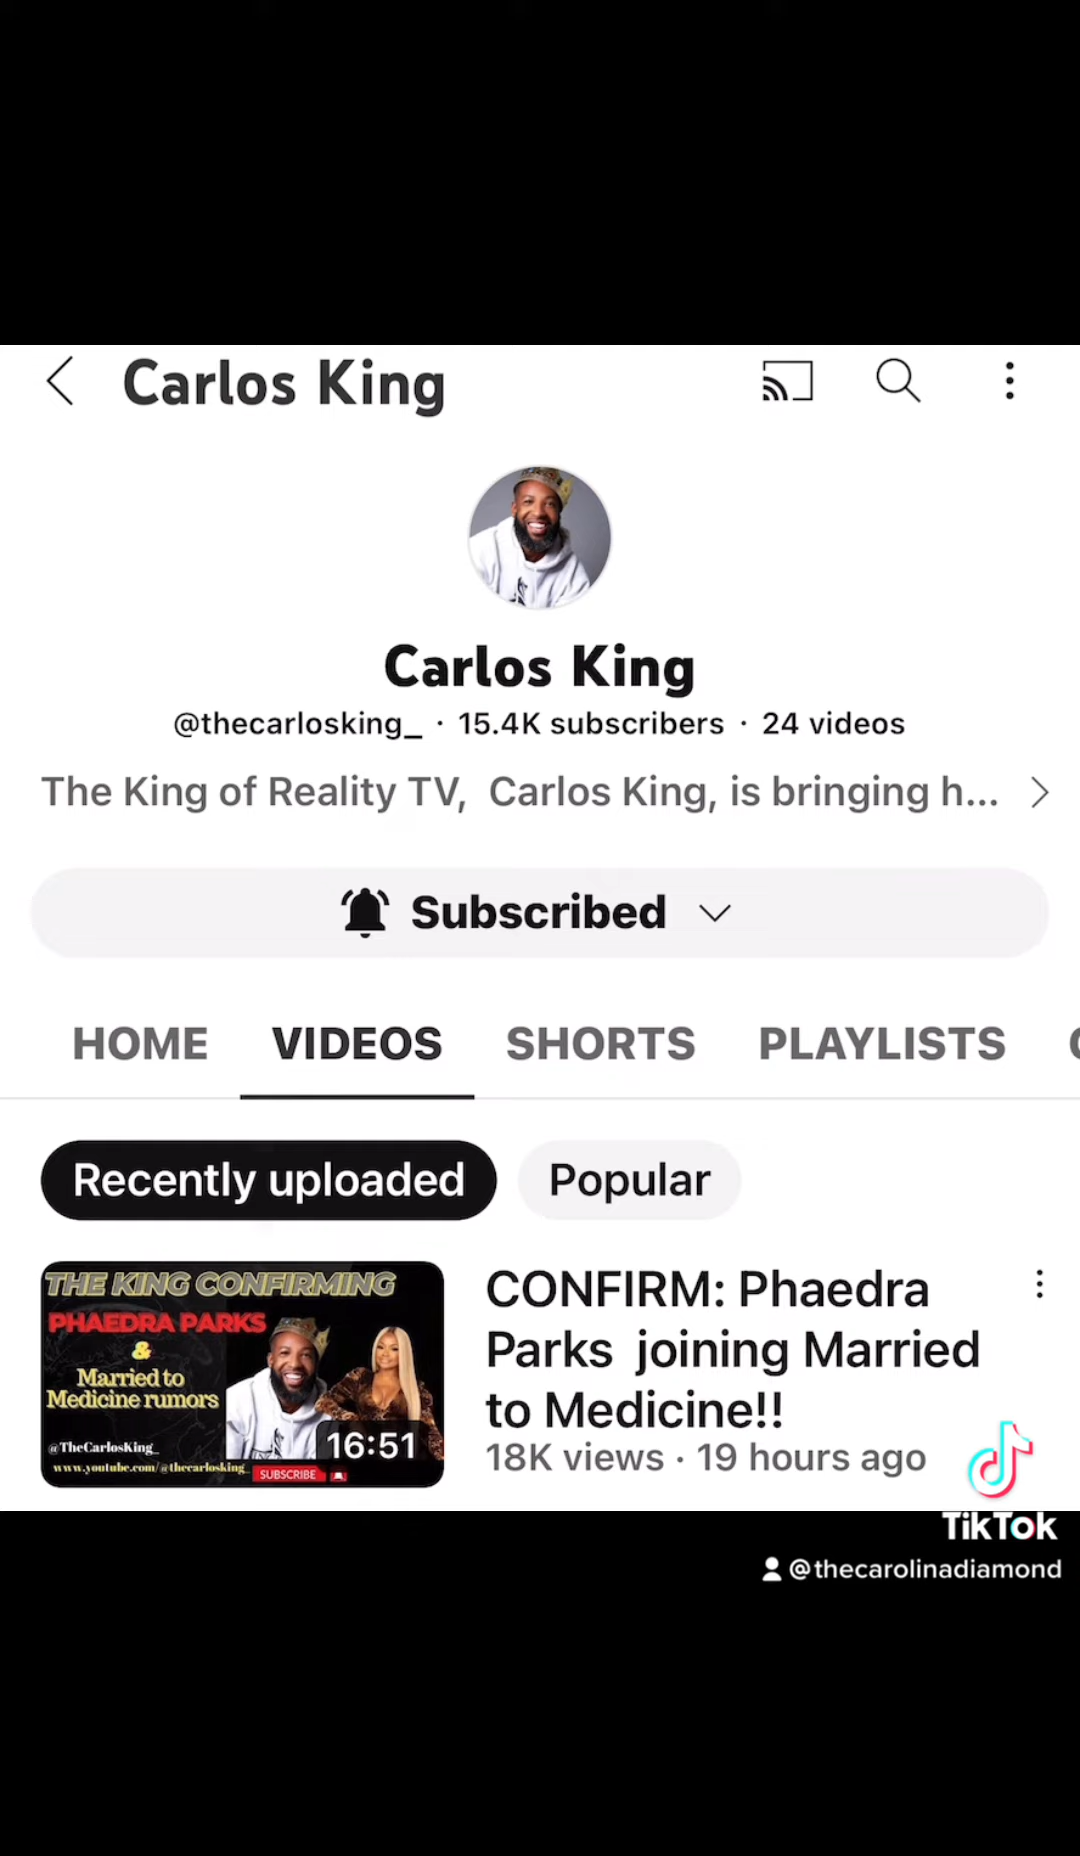 Carlos King
Carlos King
@thecarlosking_ · 15.4K subscribers · 24 videos
The King of Reality TV, Carlos King, is bringing h...
Subscribed
HOME VIDEOS SHORTS PLAYLISTS
Recently uploaded Popular
THE KING CONFIRMING
PHAEDRA PARKS
&
Married to
Medicine rumors
@TheCarlosKing_
www.youtube.com/@thecarlosking_
SUBSCRIBE
16:51
CONFIRM: Phaedra
Parks joining Married
to Medicine!!
18K views · 19 hours ago
TikTok
@thecarolinadiamond